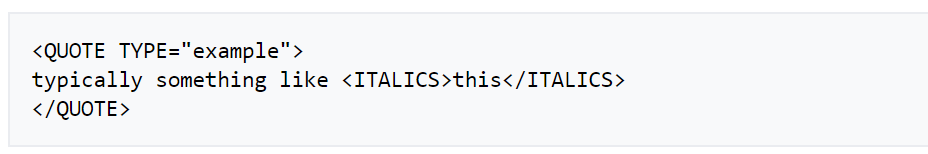 <QUOTE TYPE="example">
typically something like <ITALICS>this</ITALICS>
</QUOTE>